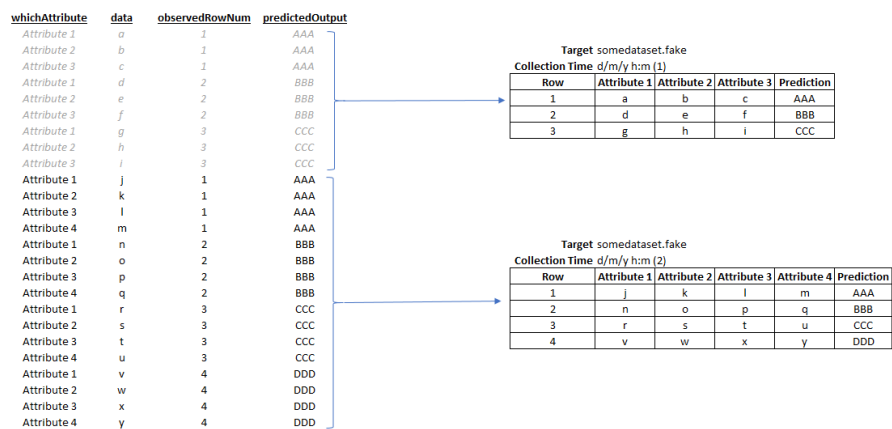 whichAttribute data observedRowNum predictedOutput
Attribute 1 a 1 AAA
Attribute 2 b 1 AAA
Attribute 3 c 1 AAA
Attribute 1 d 2 BBB
Attribute 2 e 2 BBB
Attribute 3 f 2 BBB
Attribute 1 g 3 CCC
Attribute 2 h 3 CCC
Attribute 3 i 3 CCC
Attribute 1 j 1 AAA
Attribute 2 k 1 AAA
Attribute 3 l 1 AAA
Attribute 4 m 1 AAA
Attribute 1 n 2 BBB
Attribute 2 o 2 BBB
Attribute 3 p 2 BBB
Attribute 4 q 2 BBB
Attribute 1 r 3 CCC
Attribute 2 s 3 CCC
Attribute 3 t 3 CCC
Attribute 4 u 3 CCC
Attribute 1 v 4 DDD
Attribute 2 w 4 DDD
Attribute 3 x 4 DDD
Attribute 4 y 4 DDD
Target somedataset.fake
Collection Time d/m/y h:m (1)
Row Attribute 1 Attribute 2 Attribute 3 Prediction
1 a b c AAA
2 d e f BBB
3 g h i CCC
Target somedataset.fake
Collection Time d/m/y h:m (2)
Row Attribute 1 Attribute 2 Attribute 3 Attribute 4 Prediction
1 j k l m AAA
2 n o p q BBB
3 r s t u CCC
4 v w x y DDD